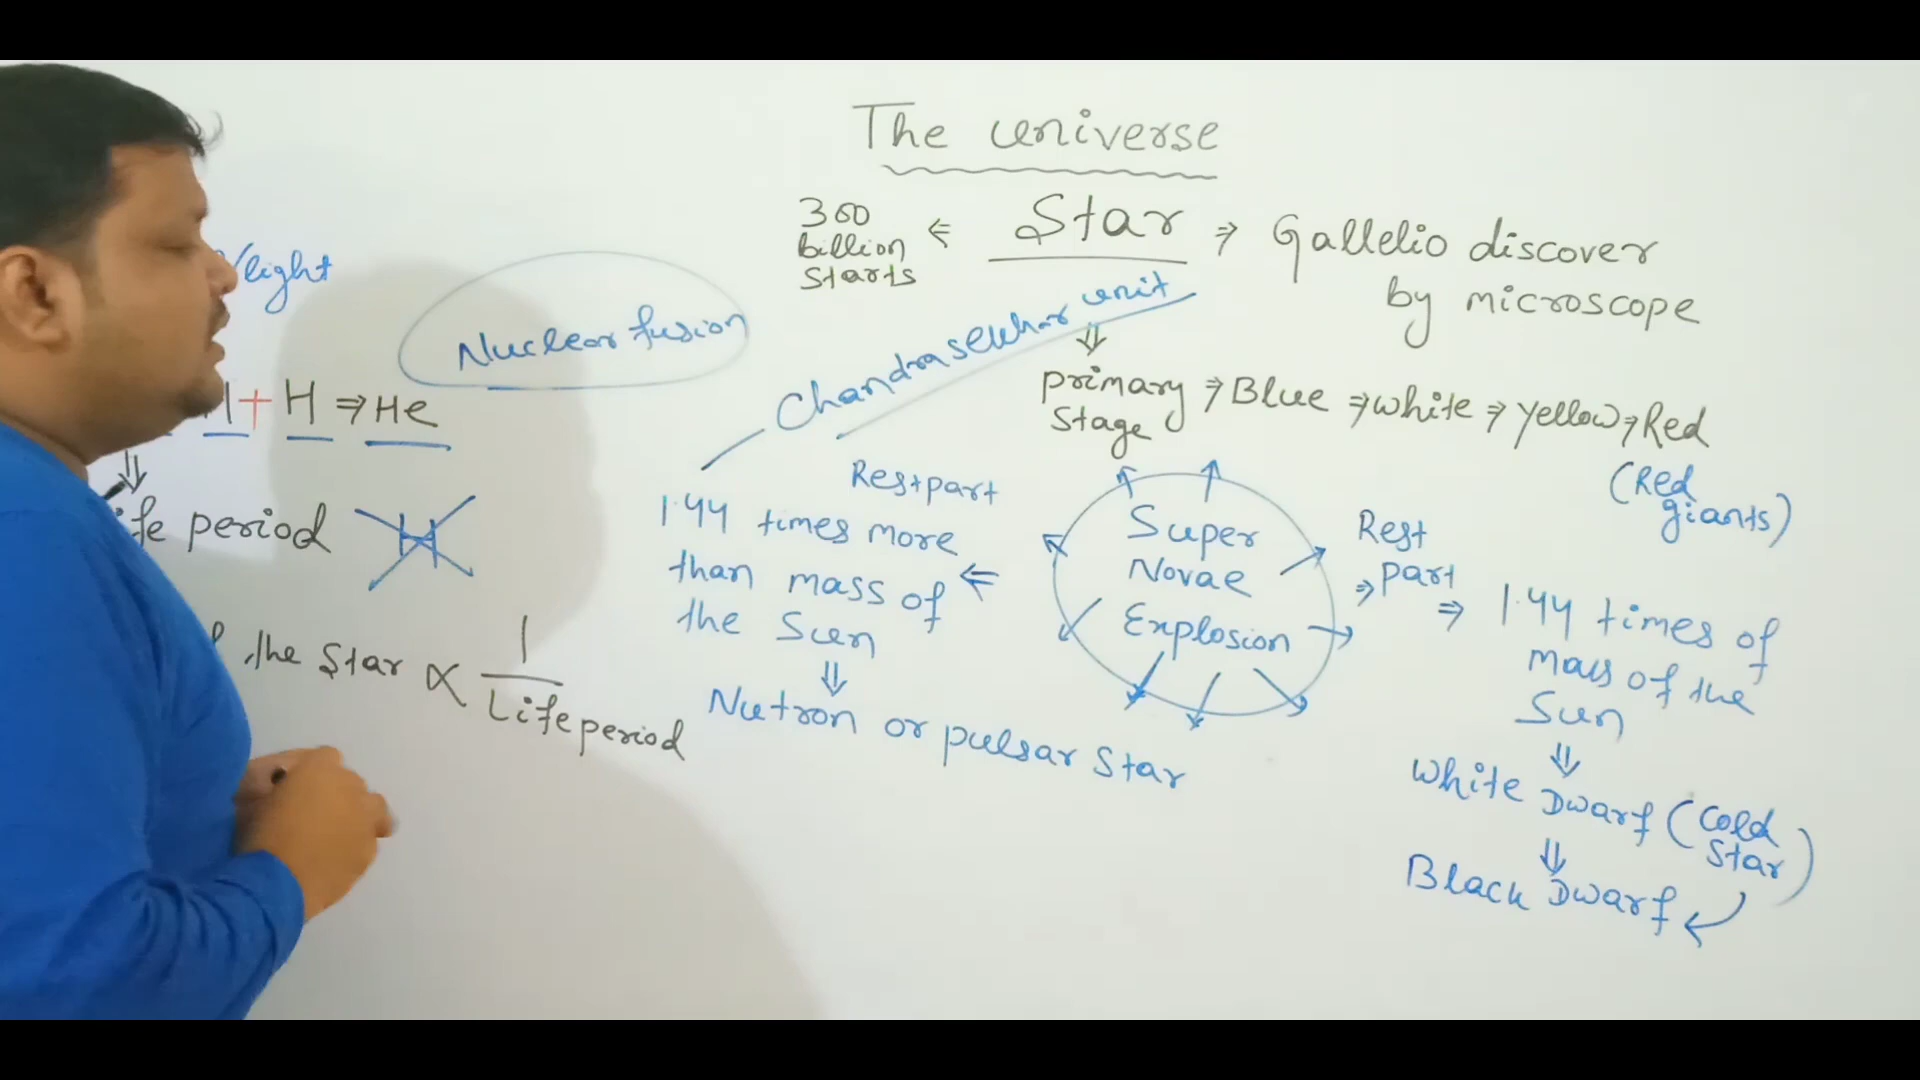 The universe
300
billion
starts
⇐ Star ⇒ Gallelio discover
by microscope
/light
Nuclear fusion
Chandrasekhar unit
⇓
primary
Stage
⇒ Blue ⇒ white ⇒ Yellow ⇒ Red
(Red
giants)
+ H ⇒ He
⇓
life period H
the Star ∝ 1
Life period
Rest part
1.44 times more
than mass of ⇐
the Sun
⇓
Nutron or pulsar Star
Super
Novae
Explosion
Rest
⇒ part
⇒ 1.44 times of
mass of the
Sun
⇓
White Dwarf (Cold
Star)
⇓
Black Dwarf